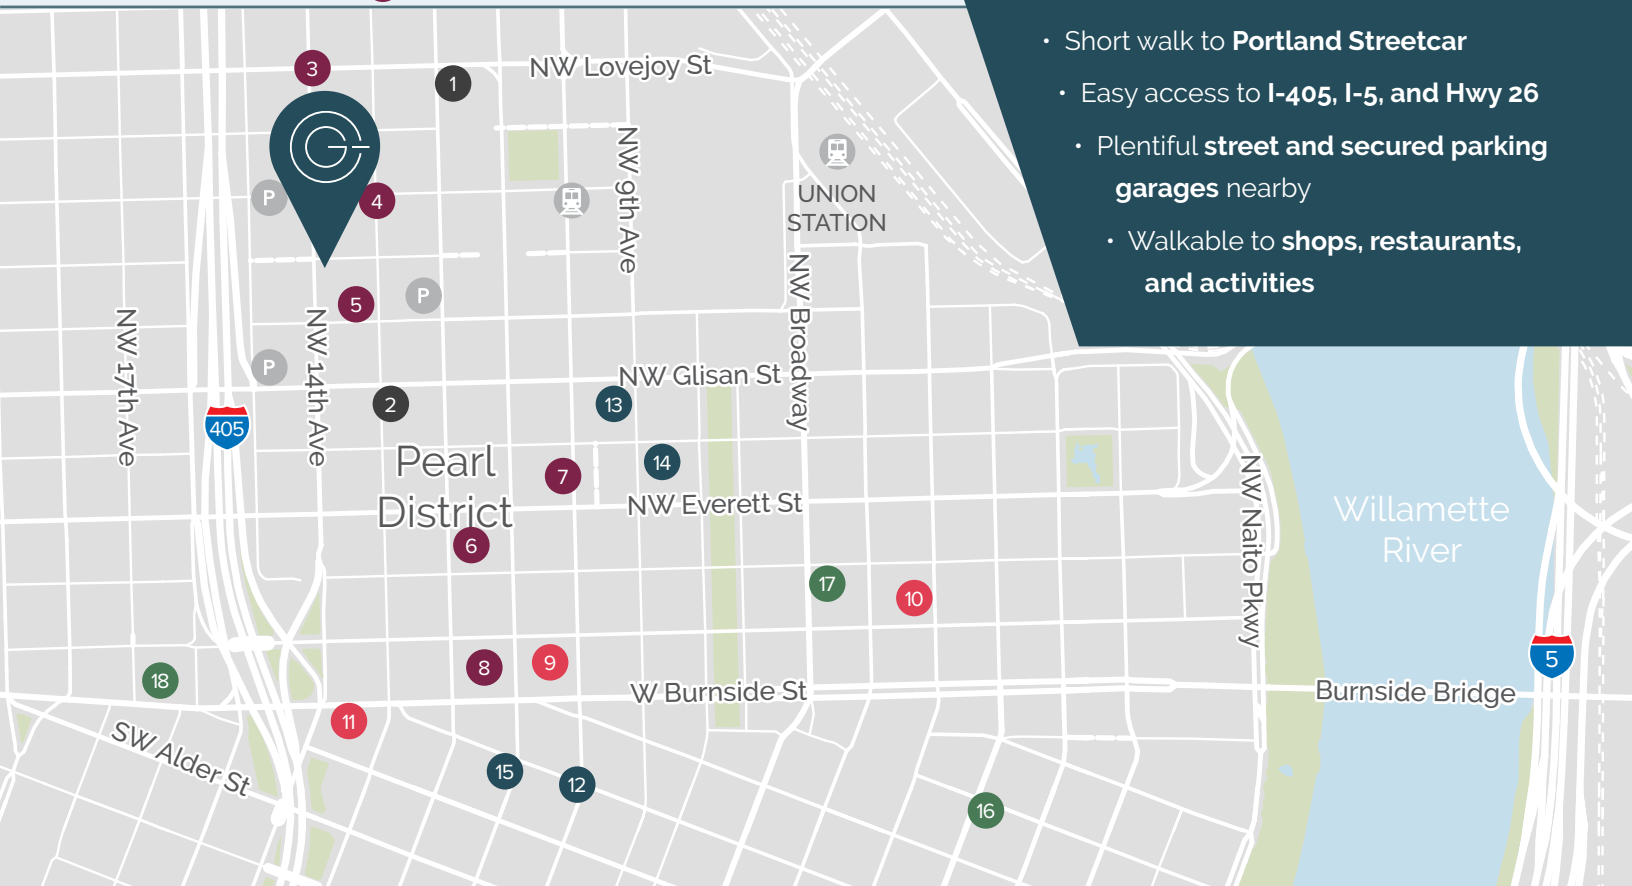 • Short walk to Portland Streetcar
• Easy access to I-405, I-5, and Hwy 26
• Plentiful street and secured parking
garages nearby
• Walkable to shops, restaurants,
and activities
NW Lovejoy St
3
1
G
P
4
NW 9th Ave
UNION
STATION
5
P
NW 17th Ave
NW 14th Ave
NW Broadway
P
NW Glisan St
2
13
405
Pearl
District
14
7
NW Everett St
NW Naito Pkwy
Willamette
River
6
17
10
8
9
18
5
W Burnside St
Burnside Bridge
11
SW Alder St
15
12
16